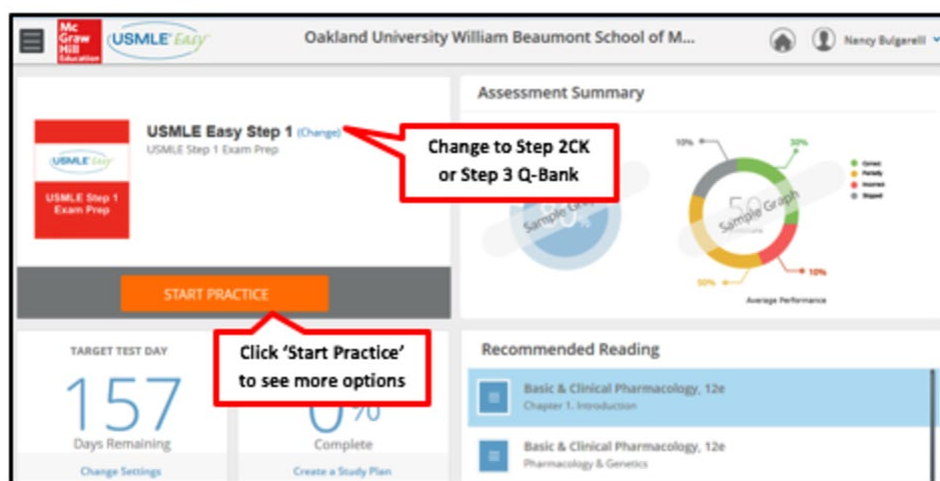 Mc
Graw
Hill
Education
USMLE Easy
Oakland University William Beaumont School of M...
Nancy Bulgarelli
USMLE Easy
USMLE Step 1
Exam Prep
USMLE Easy Step 1 (Change)
USMLE Step 1 Exam Prep
Change to Step 2CK
or Step 3 Q-Bank
START PRACTICE
Click ‘Start Practice’
to see more options
Assessment Summary
Sample Graph
%
10%
30%
50%
10%
Sample Graph
Average Performance
Correct
Partially
Incorrect
Skipped
TARGET TEST DAY
157
Days Remaining
Change Settings
0%
Complete
Create a Study Plan
Recommended Reading
Basic & Clinical Pharmacology, 12e
Chapter 1. Introduction
Basic & Clinical Pharmacology, 12e
Pharmacology & Genetics